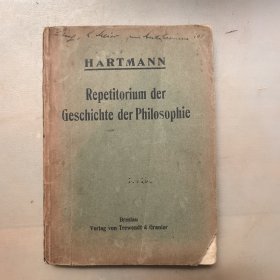 HARTMANN
Repetitorium der
Geschichte der Philosophie
Breslau
Verlag von Trewendt & Granier